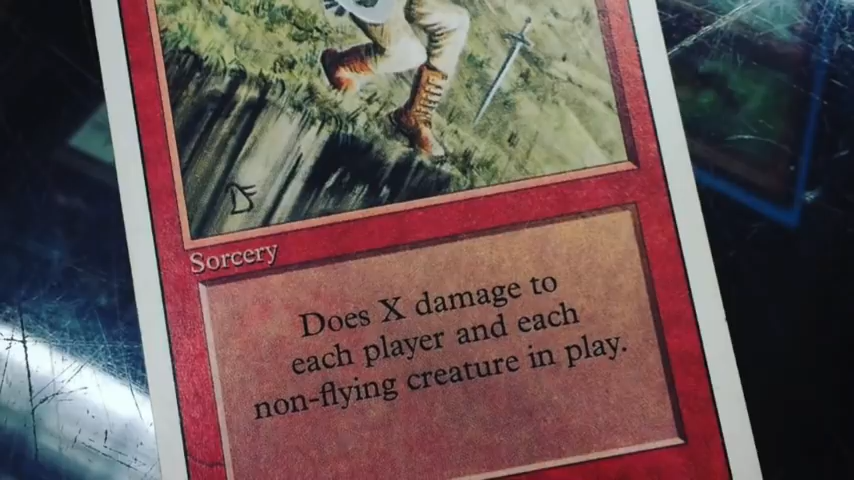 Sorcery
Does X damage to
each player and each
non-flying creature in play.